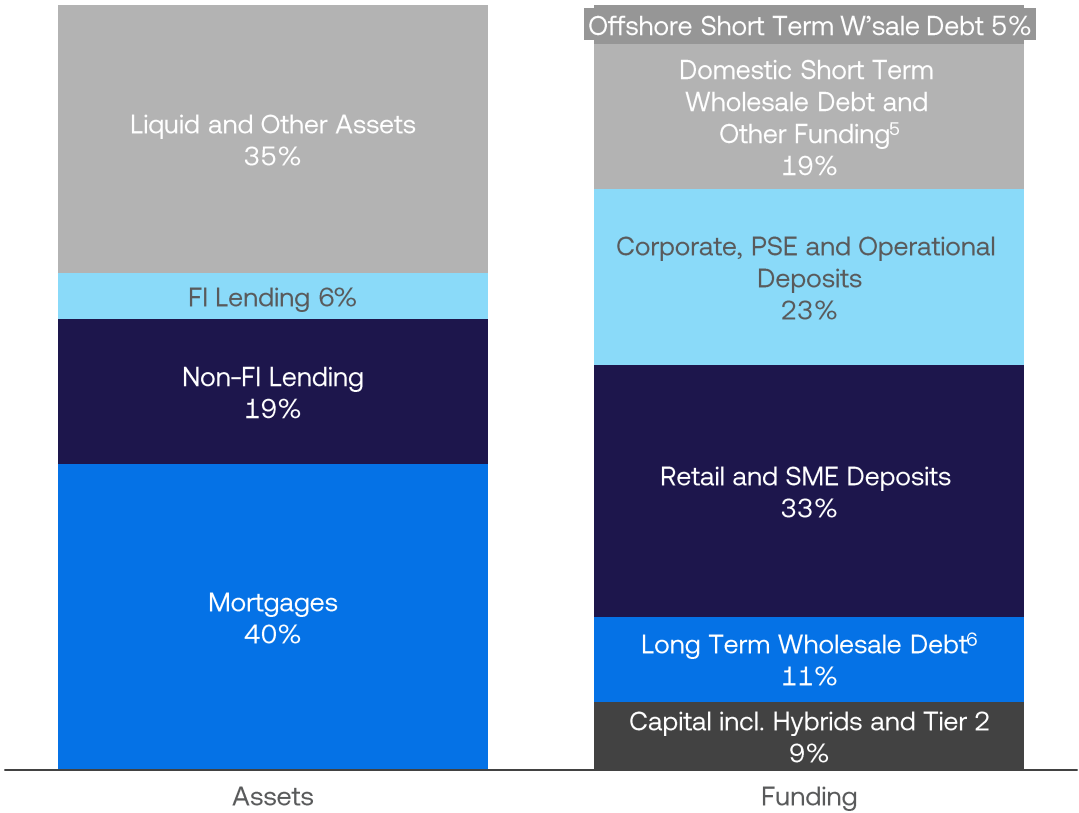 Liquid and Other Assets
35%
FI Lending 6%
Non-FI Lending
19%
Mortgages
40%
Assets
Offshore Short Term W’sale Debt 5%
Domestic Short Term
Wholesale Debt and
Other Funding⁵
19%
Corporate, PSE and Operational
Deposits
23%
Retail and SME Deposits
33%
Long Term Wholesale Debt⁶
11%
Capital incl. Hybrids and Tier 2
9%
Funding